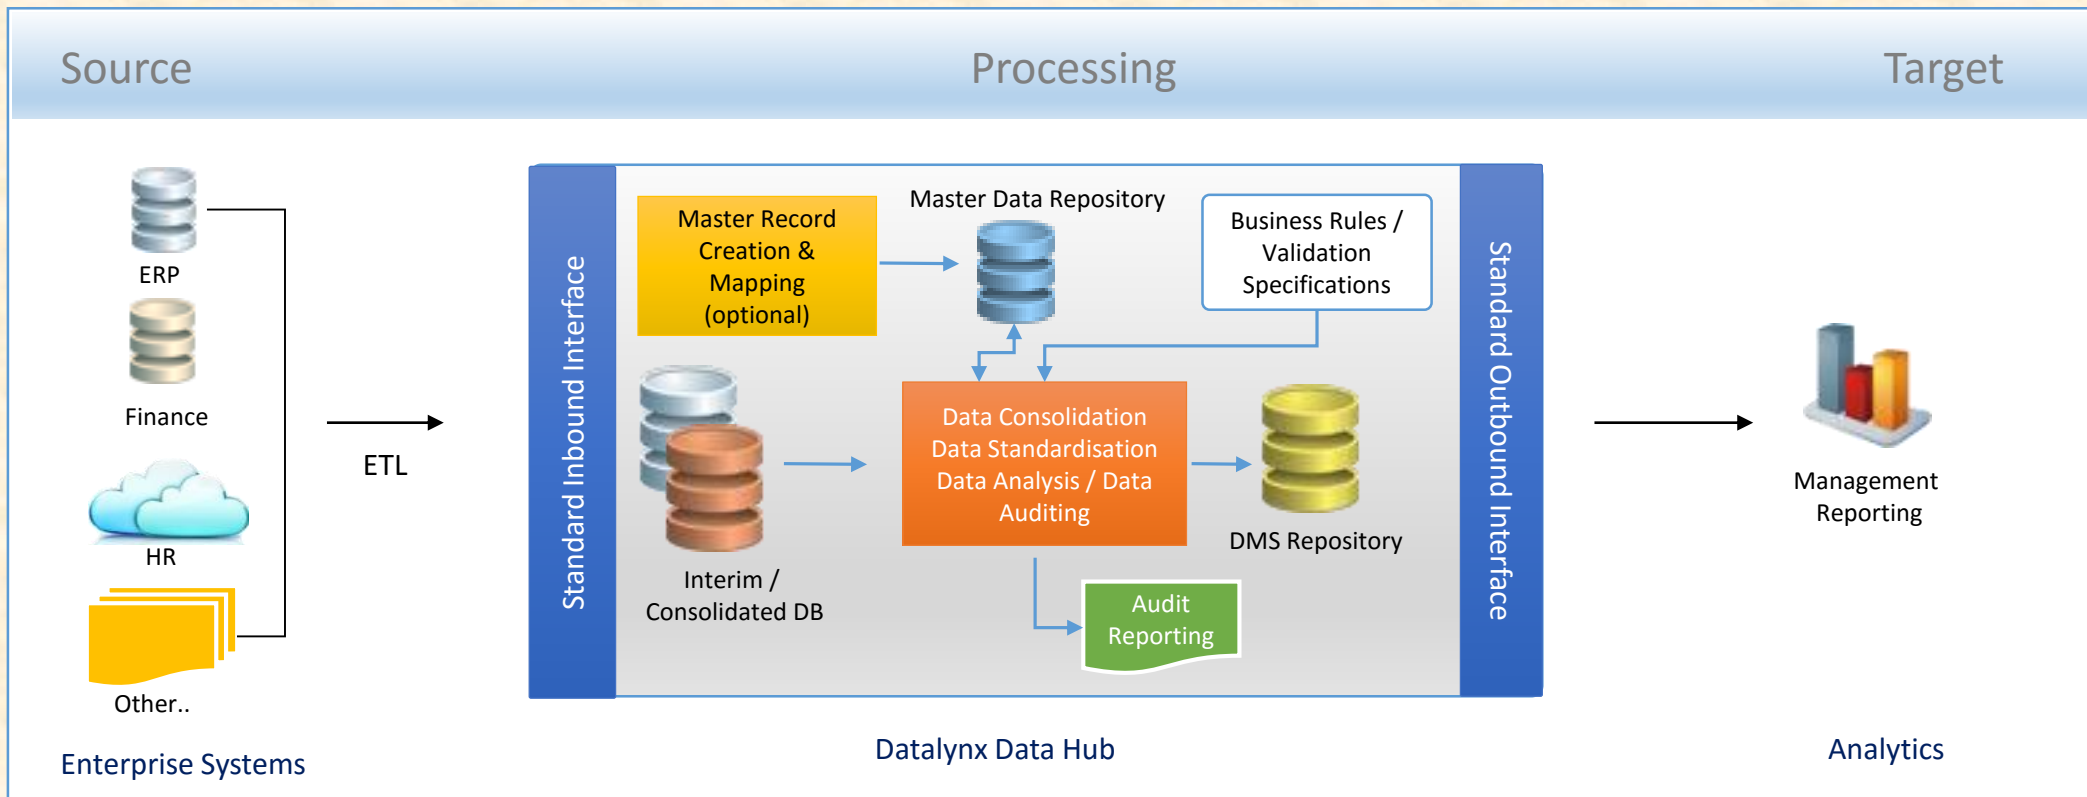 Source
Processing
Target
ERP
Finance
HR
Other..
Enterprise Systems
ETL
Standard Inbound Interface
Master Record
Creation &
Mapping
(optional)
Master Data Repository
Business Rules /
Validation
Specifications
Interim /
Consolidated DB
Data Consolidation
Data Standardisation
Data Analysis / Data
Auditing
DMS Repository
Audit
Reporting
Standard Outbound Interface
Datalynx Data Hub
Management
Reporting
Analytics